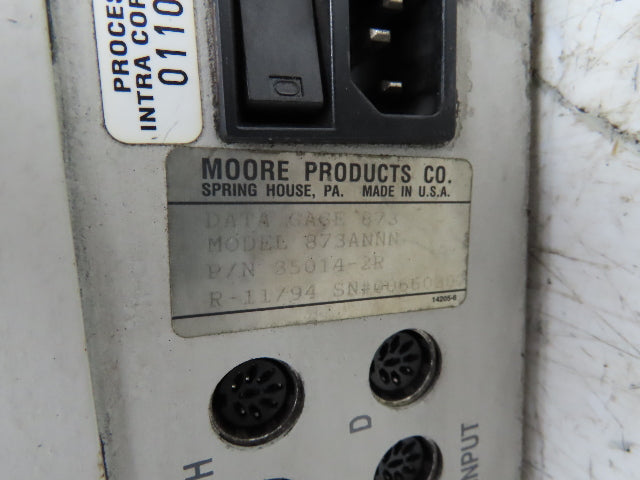 PROCES
INTRA COR
0110
MOORE PRODUCTS CO.
SPRING HOUSE, PA. MADE IN U.S.A.
DATA GAGE 873
MODEL 873ANNN
P/N 35014-2R
R-11/94
14205-6
H
D
INPUT